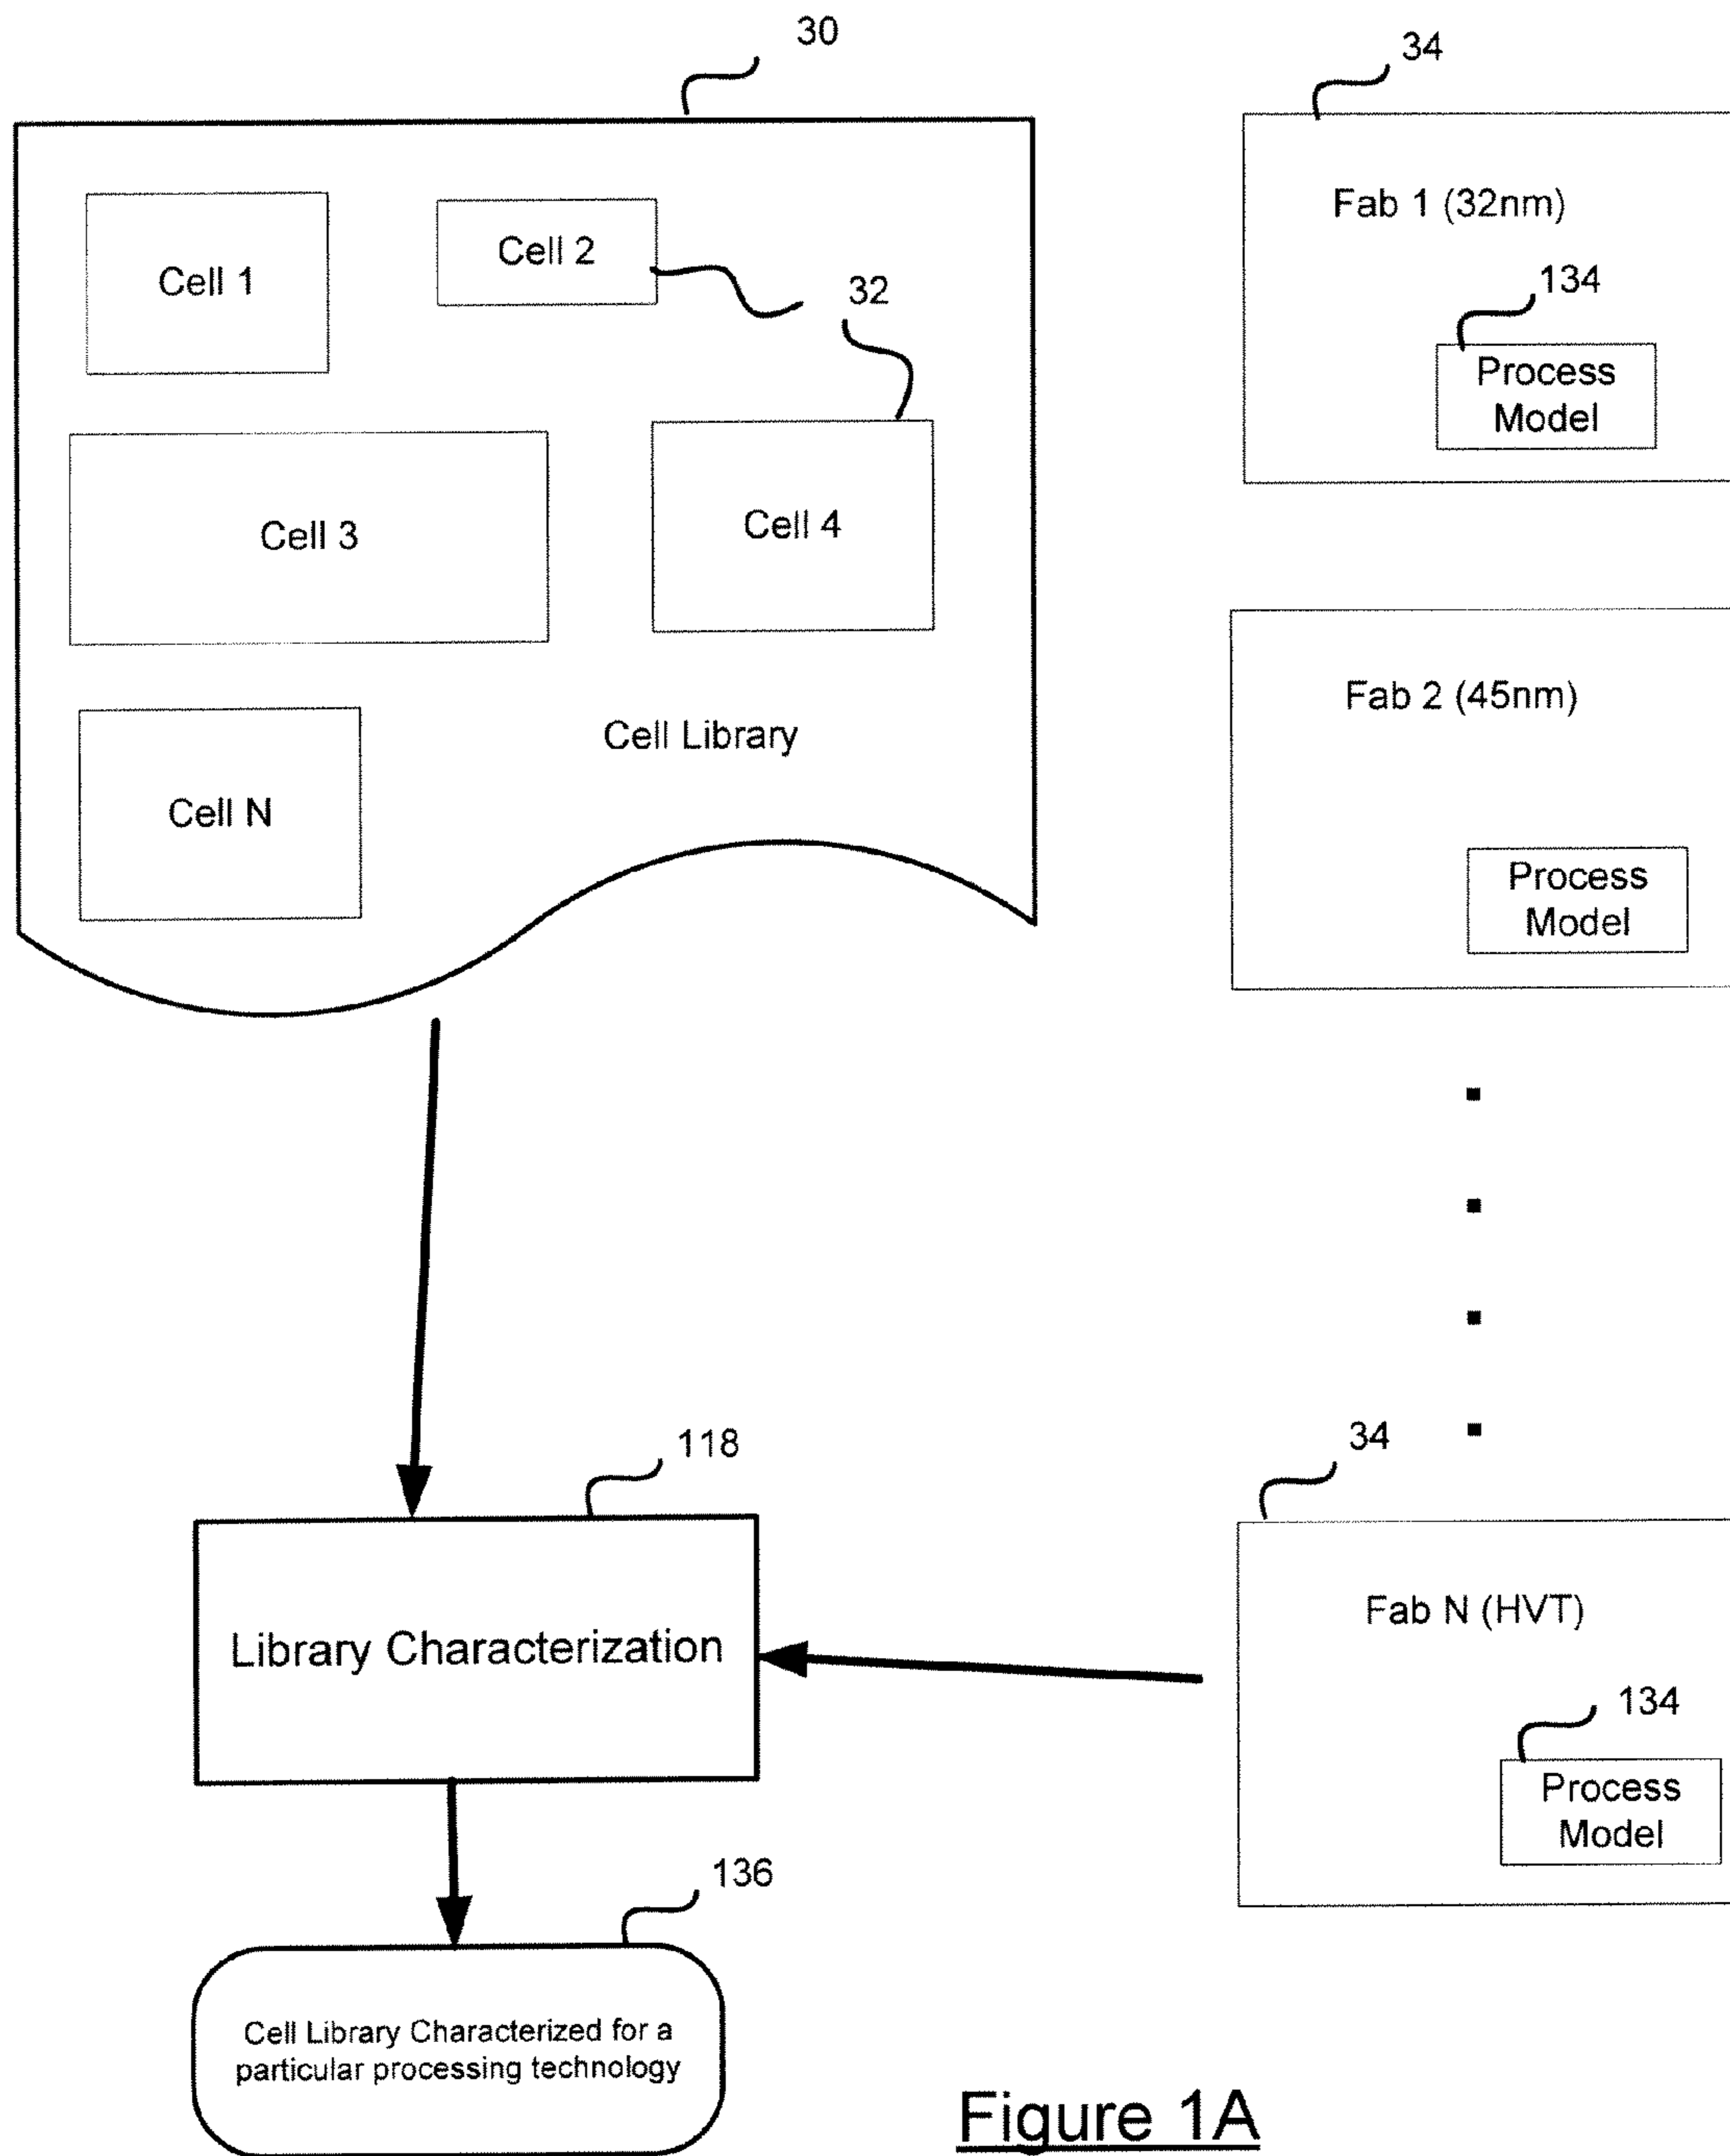 30
34
Cell 1
Cell 2
Fab 1 (32nm)
32
134
Process
Model
Cell 3
Cell 4
Fab 2 (45nm)
Cell Library
Cell N
Process
Model
118
34
Library Characterization
Fab N (HVT)
134
Process
Model
136
Cell Library Characterized for a
particular processing technology
Figure 1A